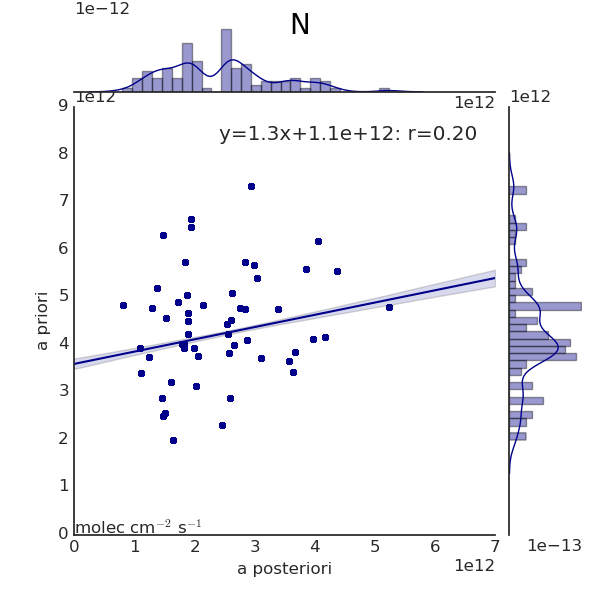 1e−12
N
1e12
1e12
1e12
y=1.3x+1.1e+12: r=0.20
9
8
7
6
5
4
3
2
1
0
a priori
molec cm⁻² s⁻¹
0 1 2 3 4 5 6 7
a posteriori
1e12
1e−13